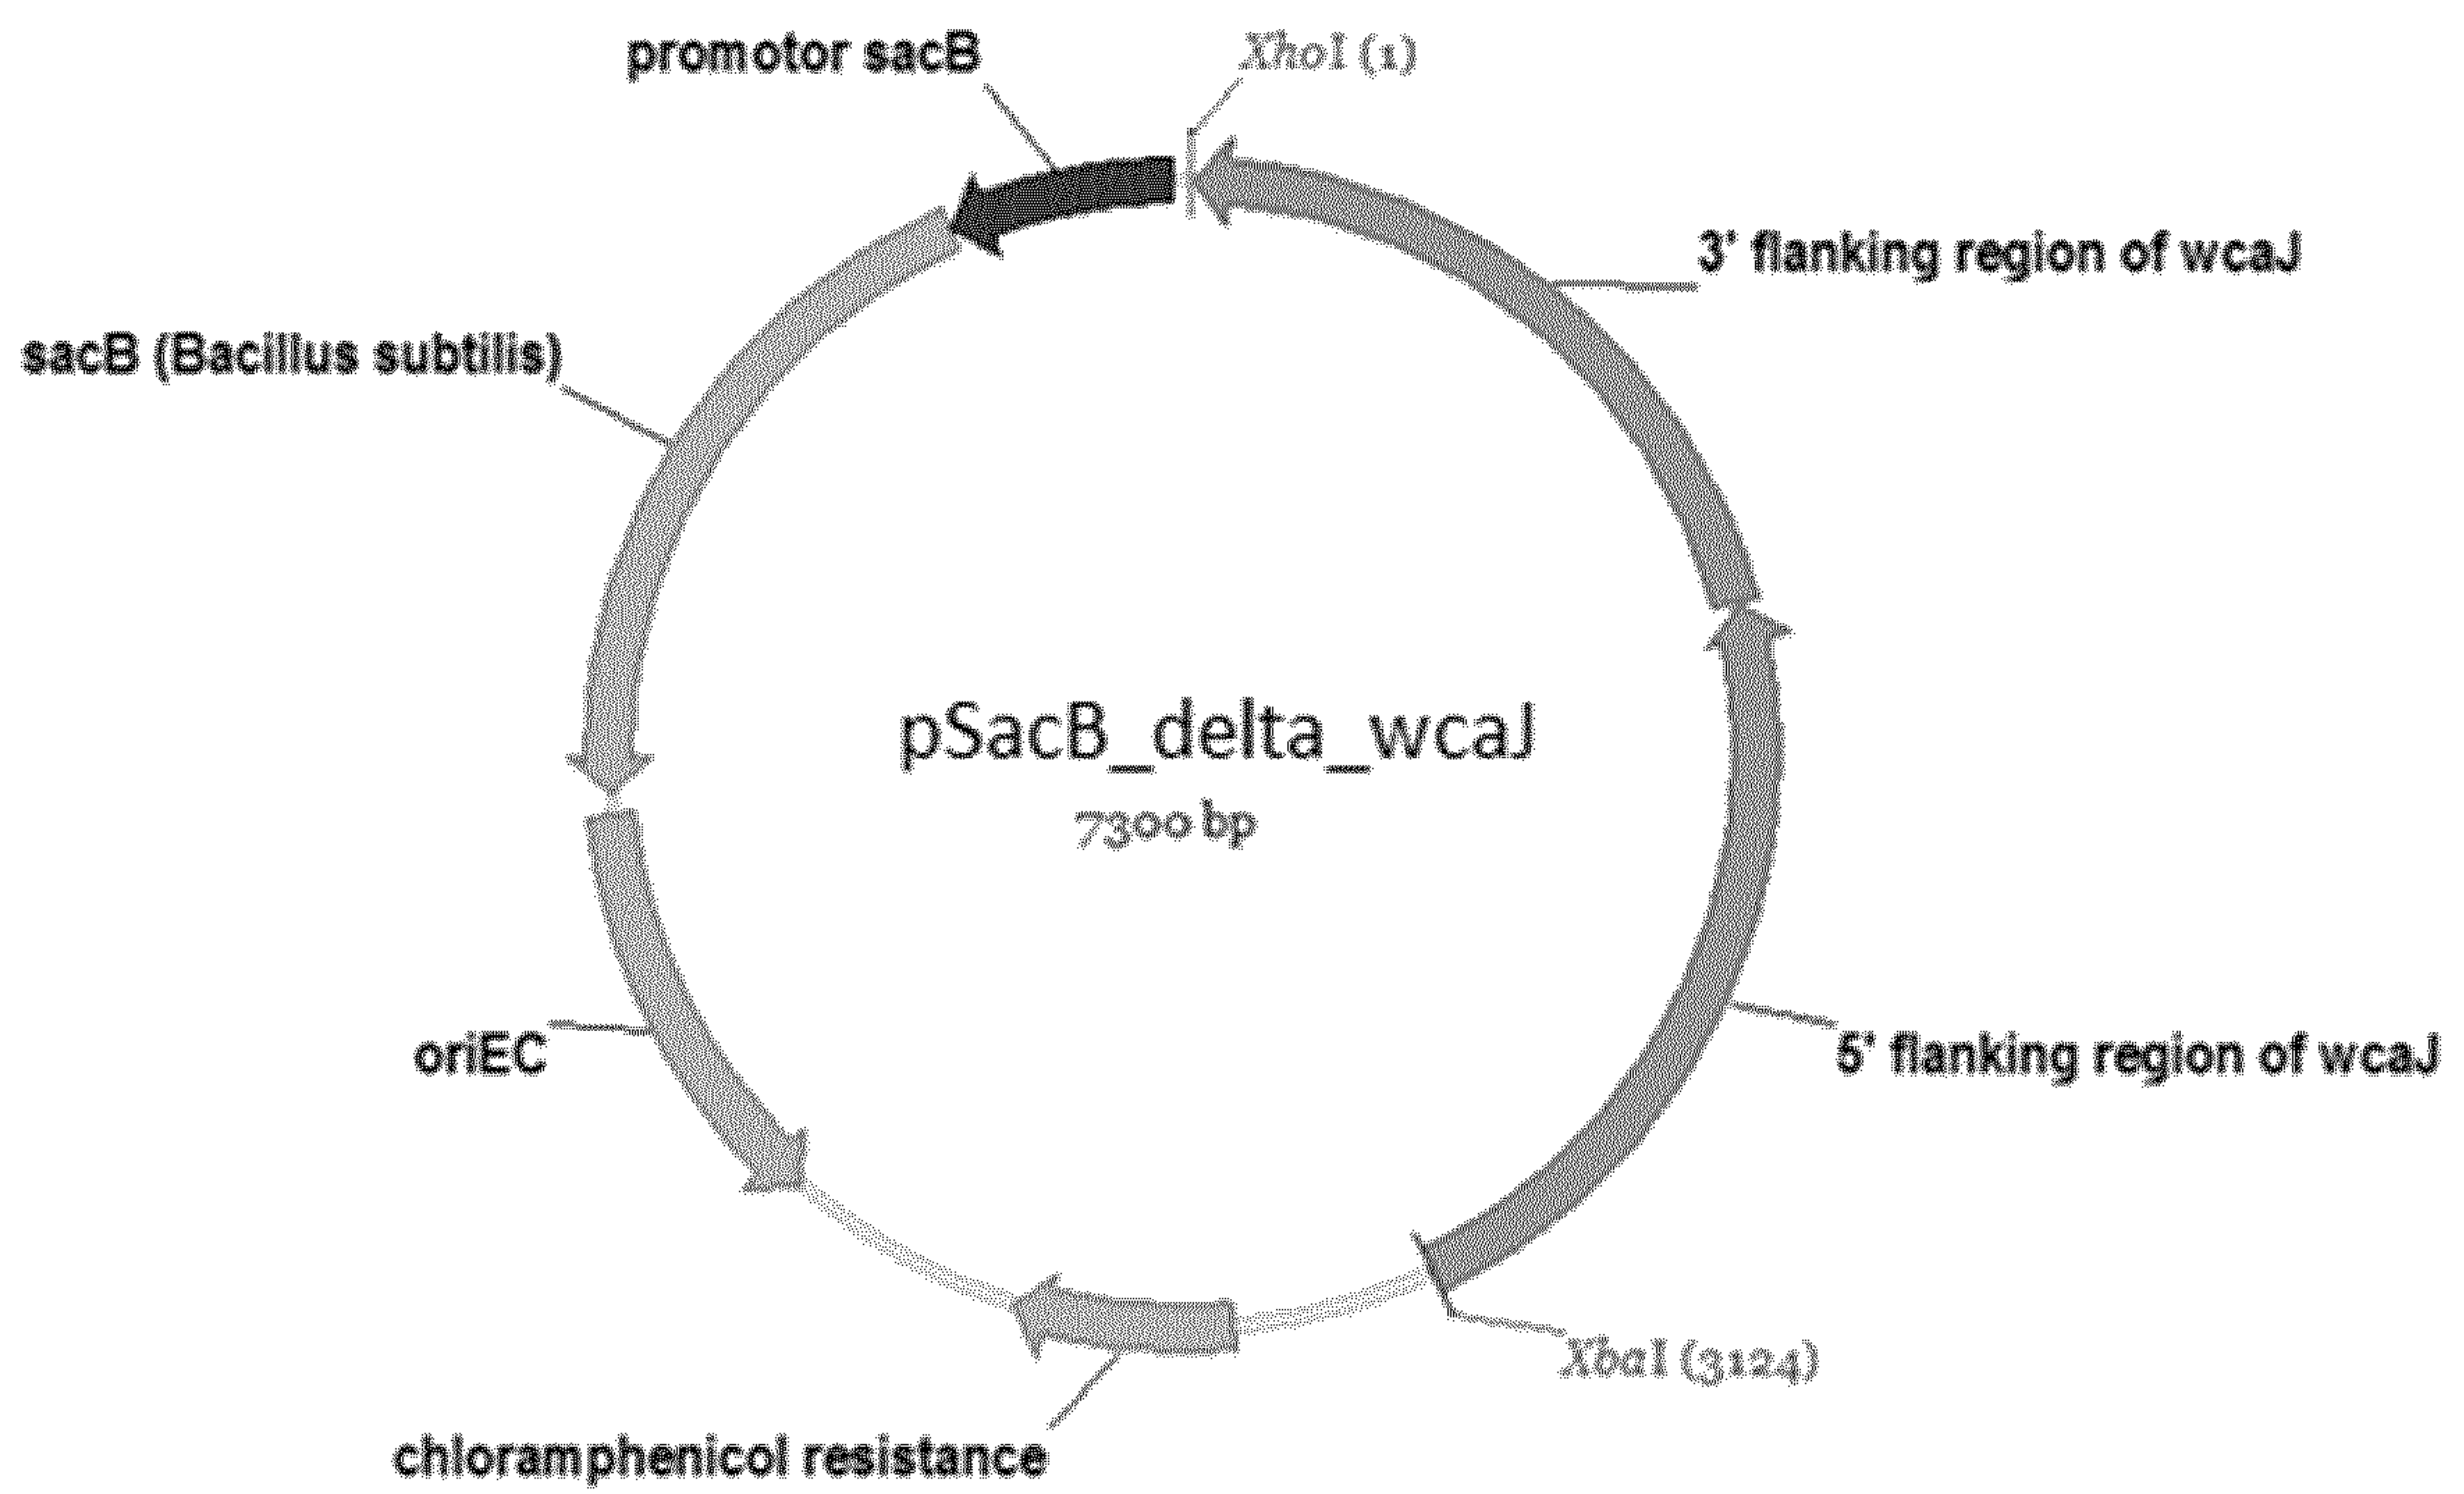 promotor sacB
XhoI (1)
3' flanking region of wcaJ
sacB (Bacillus subtilis)
pSacB_delta_wcaJ
7300 bp
oriEC
5' flanking region of wcaJ
XbaI (3124)
chloramphenicol resistance